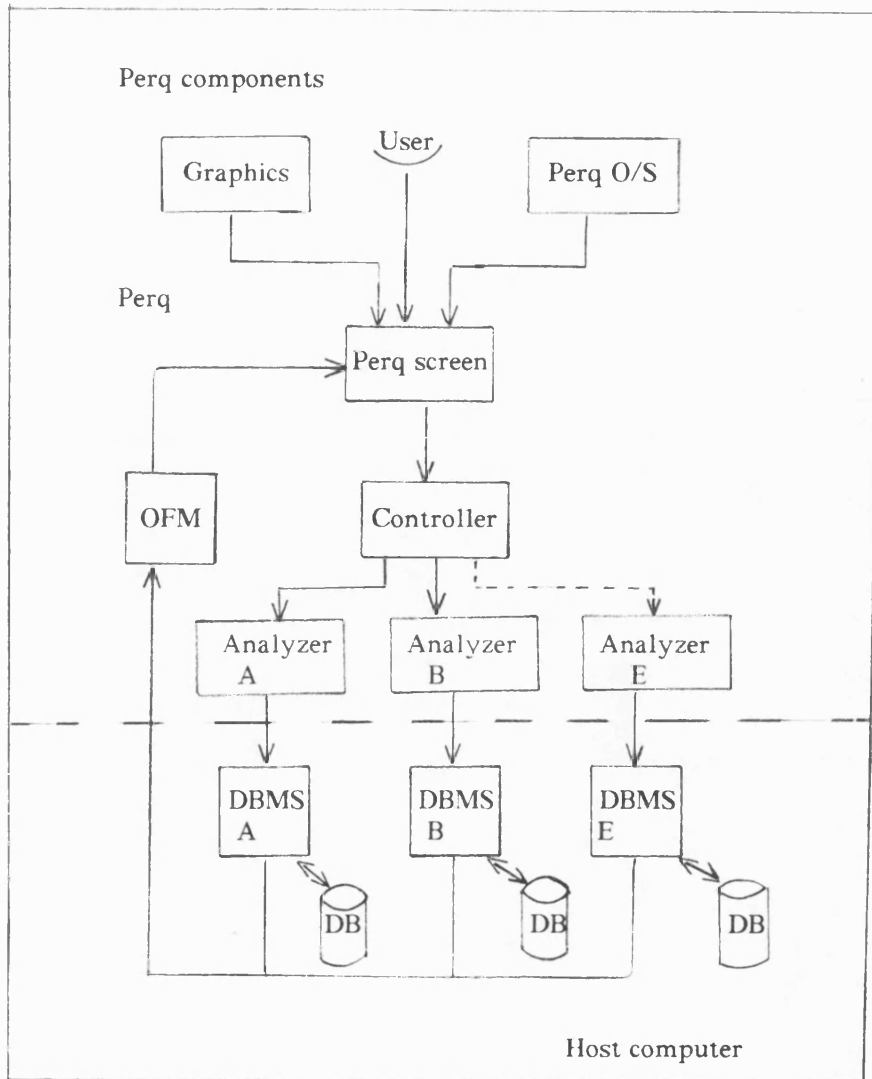 Perq components
User
Graphics
Perq O/S
Perq
Perq screen
OFM
Controller
Analyzer
A
Analyzer
B
Analyzer
E
DBMS
A
DBMS
B
DBMS
E
DB
DB
DB
Host computer